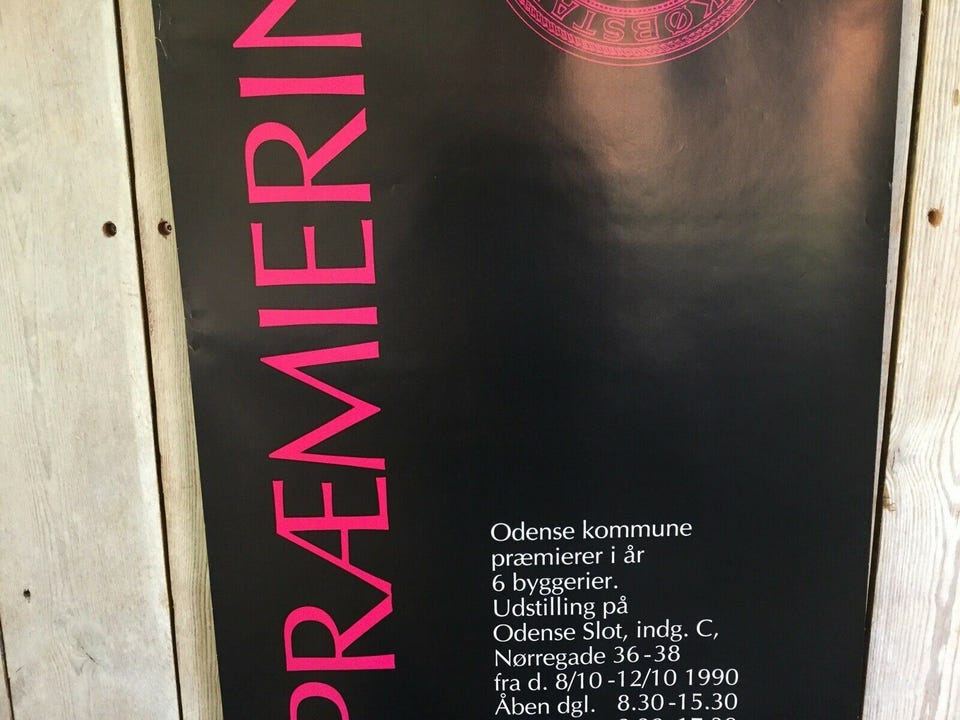 KØBSTA
PRÆMIERIN
Odense kommune
præmierer i år
6 byggerier.
Udstilling på
Odense Slot, indg. C,
Nørregade 36-38
fra d. 8/10-12/10 1990
Åben dgl. 8.30-15.30